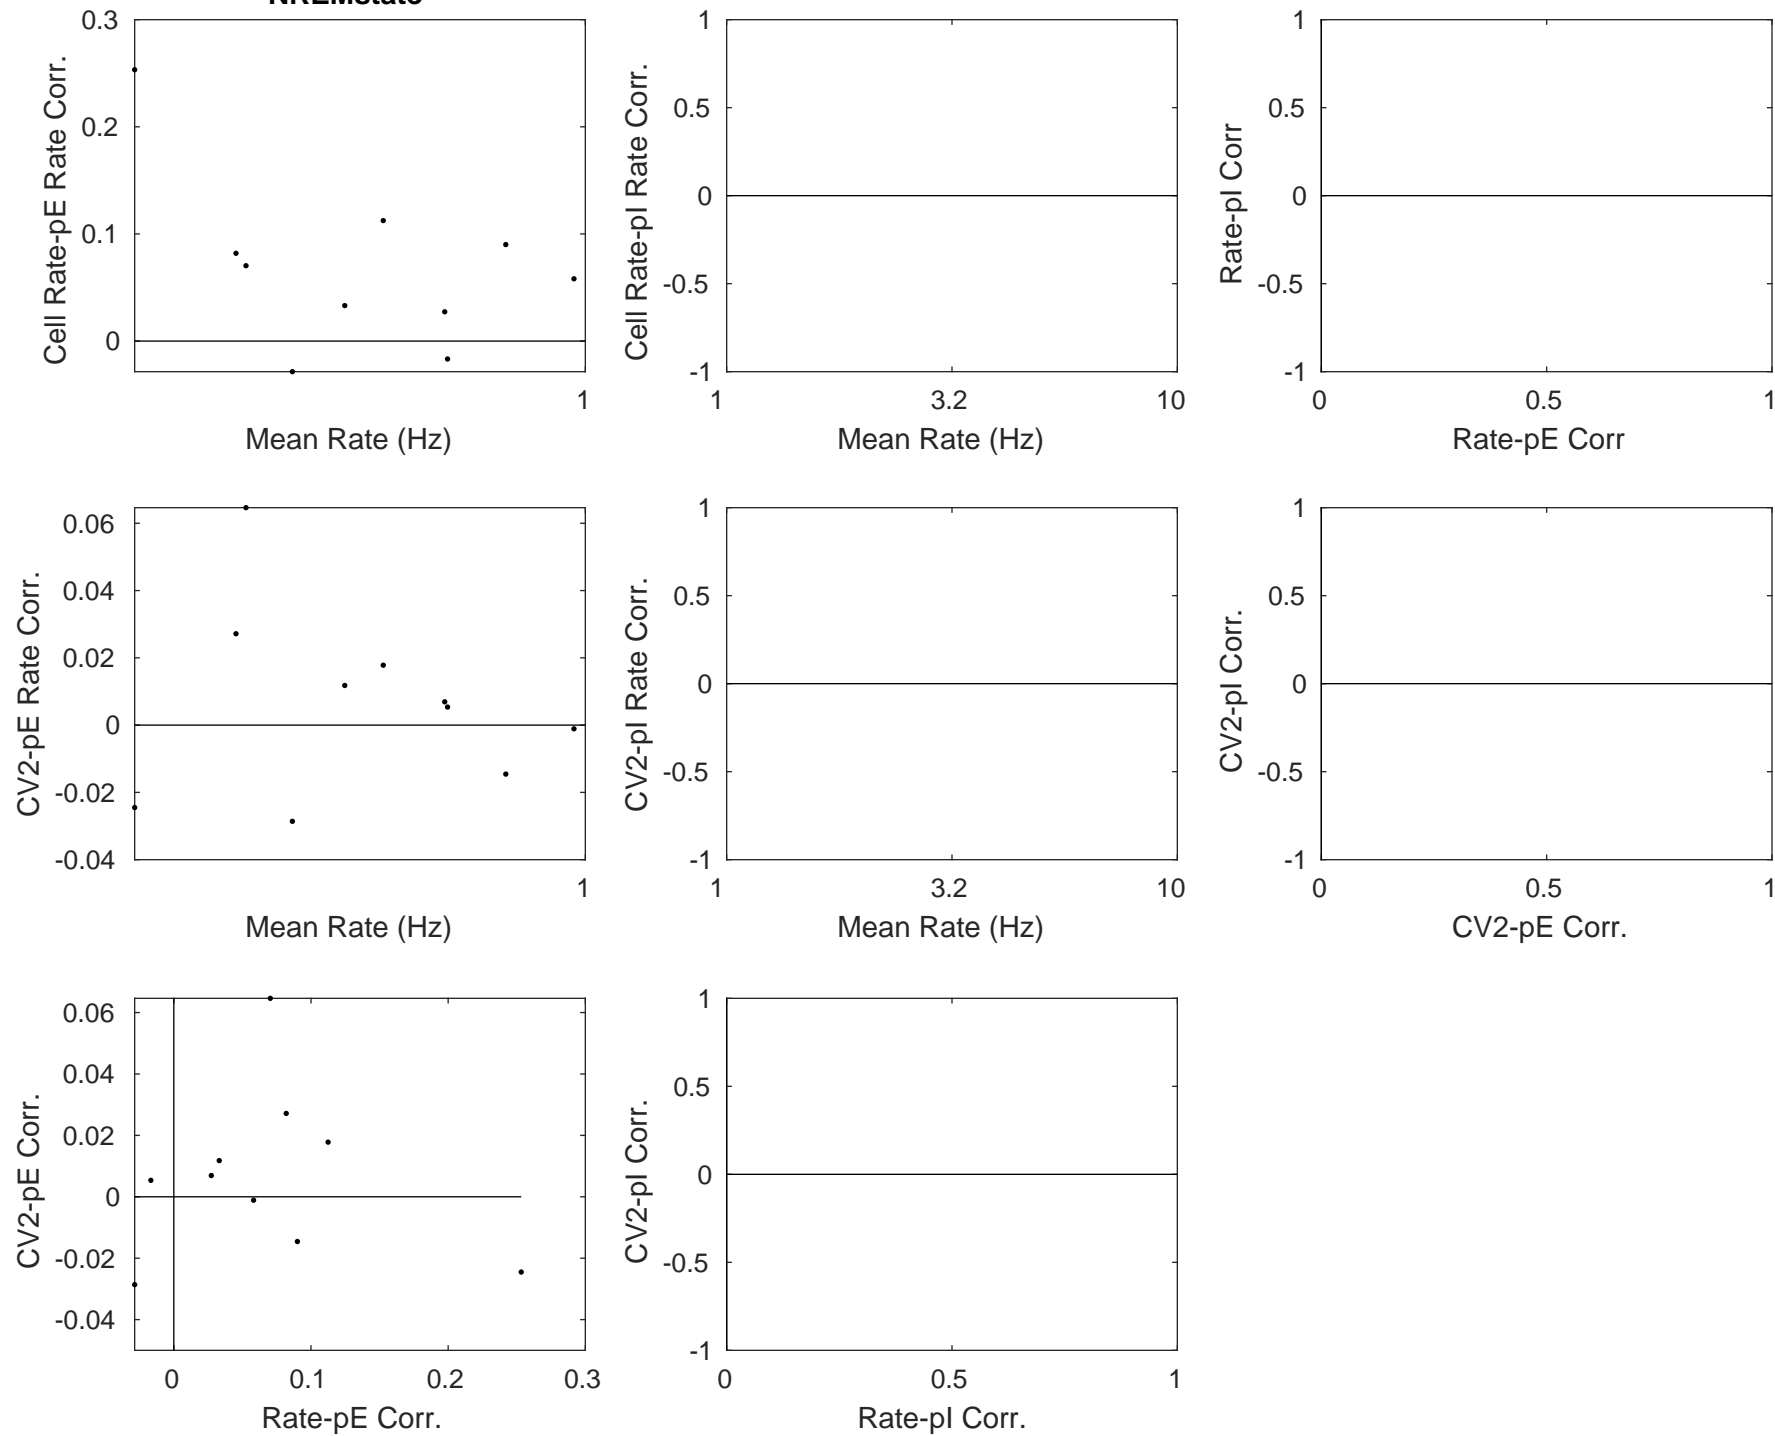 NREMstate
0.3
0.2
0.1
0
Cell Rate-pE Rate Corr.
1
Mean Rate (Hz)
1
0.5
0
-0.5
-1
Cell Rate-pI Rate Corr.
1 3.2 10
Mean Rate (Hz)
1
0.5
0
-0.5
-1
Rate-pI Corr
0 0.5 1
Rate-pE Corr
0.06
0.04
0.02
0
-0.02
-0.04
CV2-pE Rate Corr.
1
Mean Rate (Hz)
1
0.5
0
-0.5
-1
CV2-pI Rate Corr.
1 3.2 10
Mean Rate (Hz)
1
0.5
0
-0.5
-1
CV2-pI Corr.
0 0.5 1
CV2-pE Corr.
0.06
0.04
0.02
0
-0.02
-0.04
CV2-pE Corr.
0 0.1 0.2 0.3
Rate-pE Corr.
1
0.5
0
-0.5
-1
CV2-pI Corr.
0 0.5 1
Rate-pI Corr.